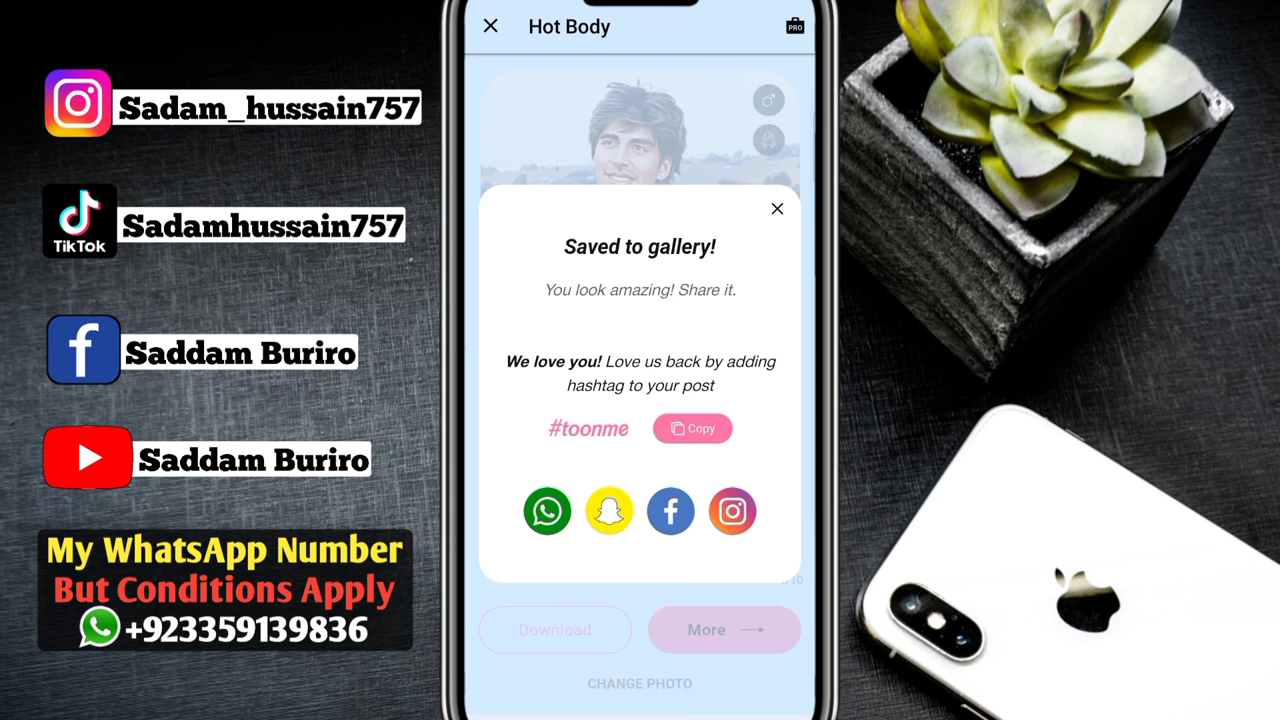 Sadam_hussain757
TikTok
Sadamhussain757
Saddam Buriro
Saddam Buriro
My WhatsApp Number
But Conditions Apply
+923359139836
Hot Body
PRO
Saved to gallery!
You look amazing! Share it.
We love you! Love us back by adding
hashtag to your post
#toonme
Copy
Download
More
CHANGE PHOTO